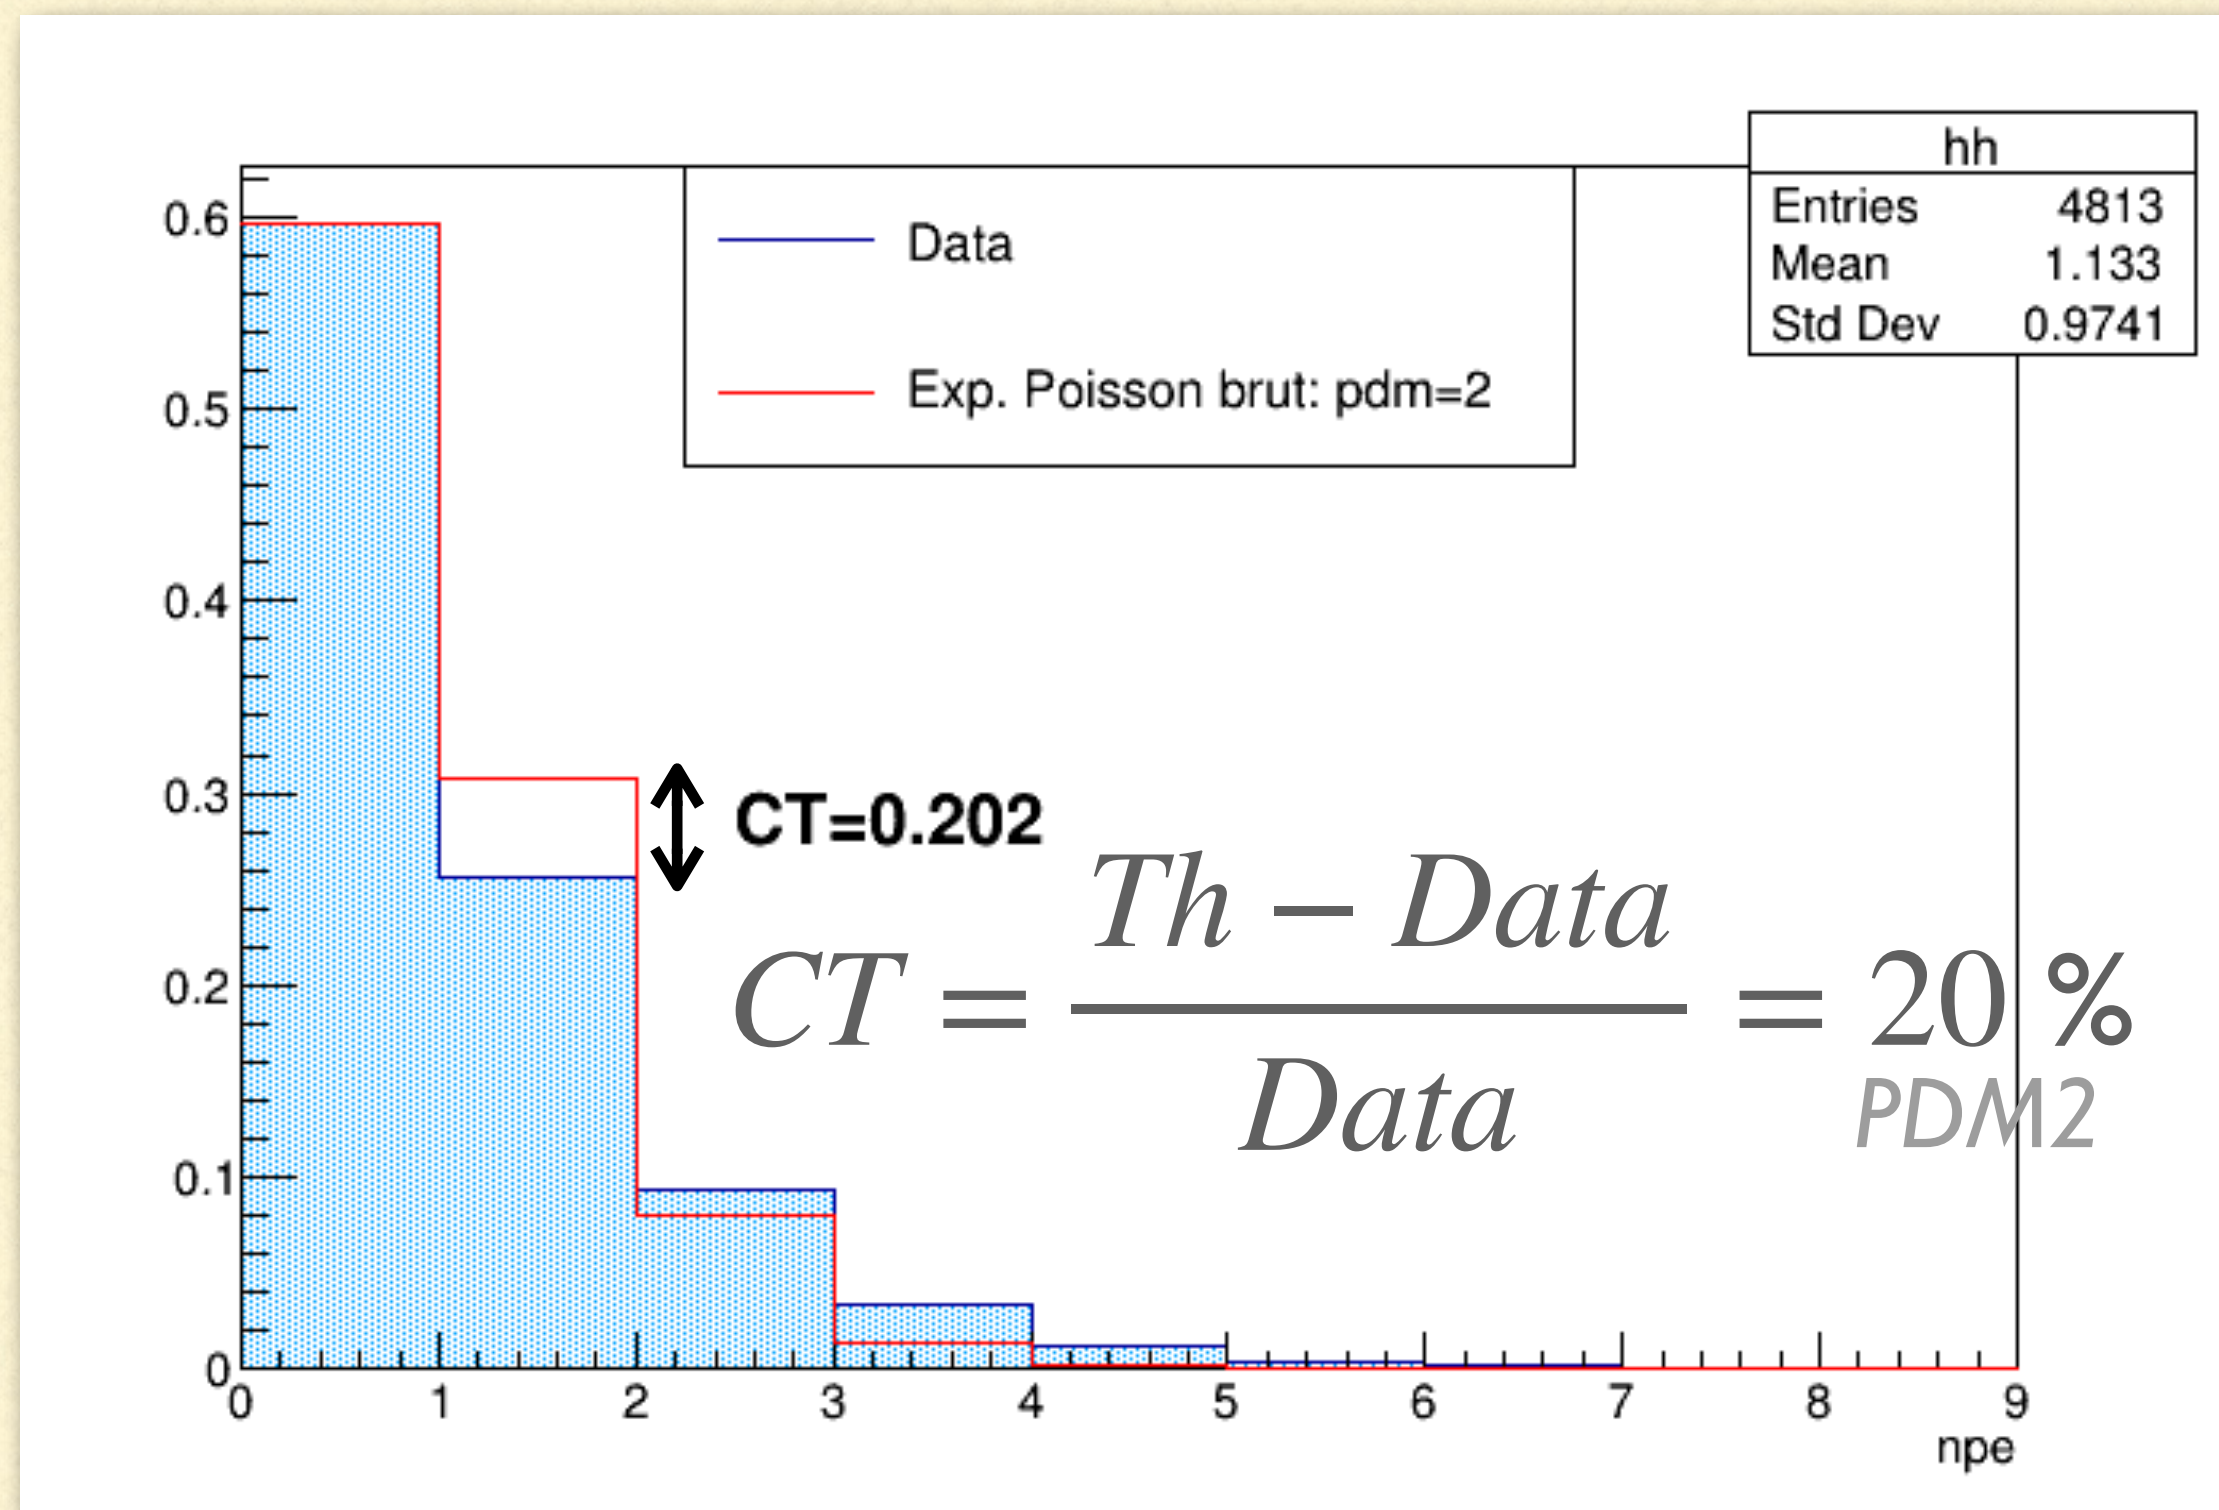 hh
Entries 4813
Mean 1.133
Std Dev 0.9741
Data
Exp. Poisson brut: pdm=2
0.6
0.5
0.4
0.3
0.2
0.1
0
CT=0.202
CT = Th − Data / Data = 20 %
PDM2
0 1 2 3 4 5 6 7 8 9
npe